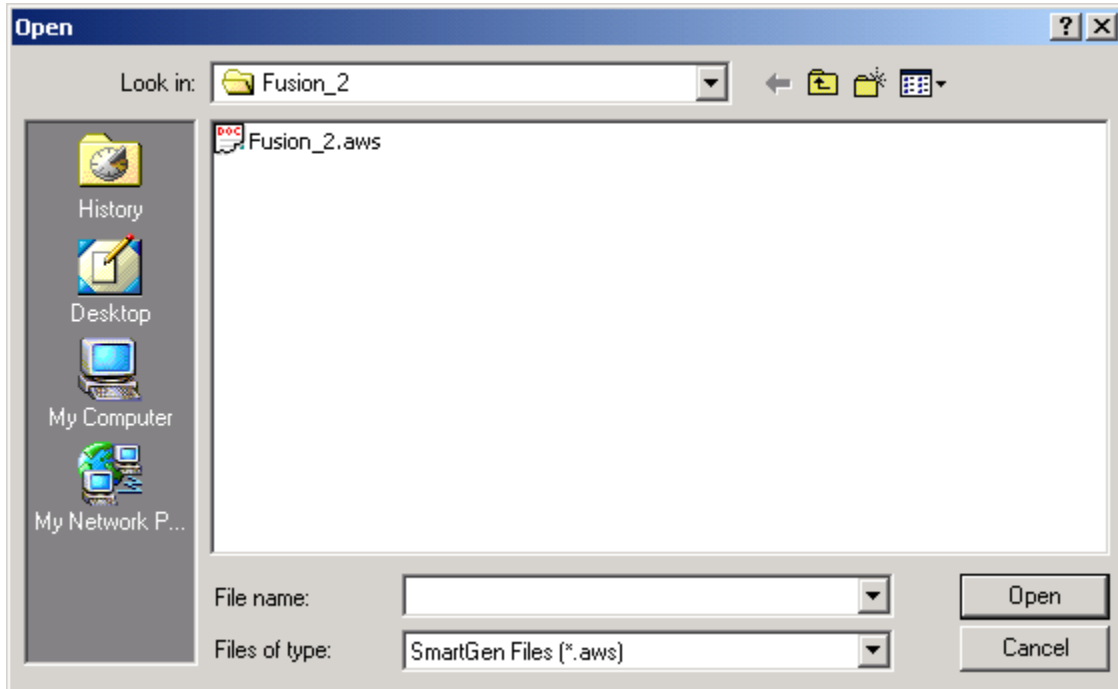 Open
Look in: Fusion_2
DOC Fusion_2.aws
History
Desktop
My Computer
My Network P...
File name:
Open
Files of type: SmartGen Files (*.aws)
Cancel